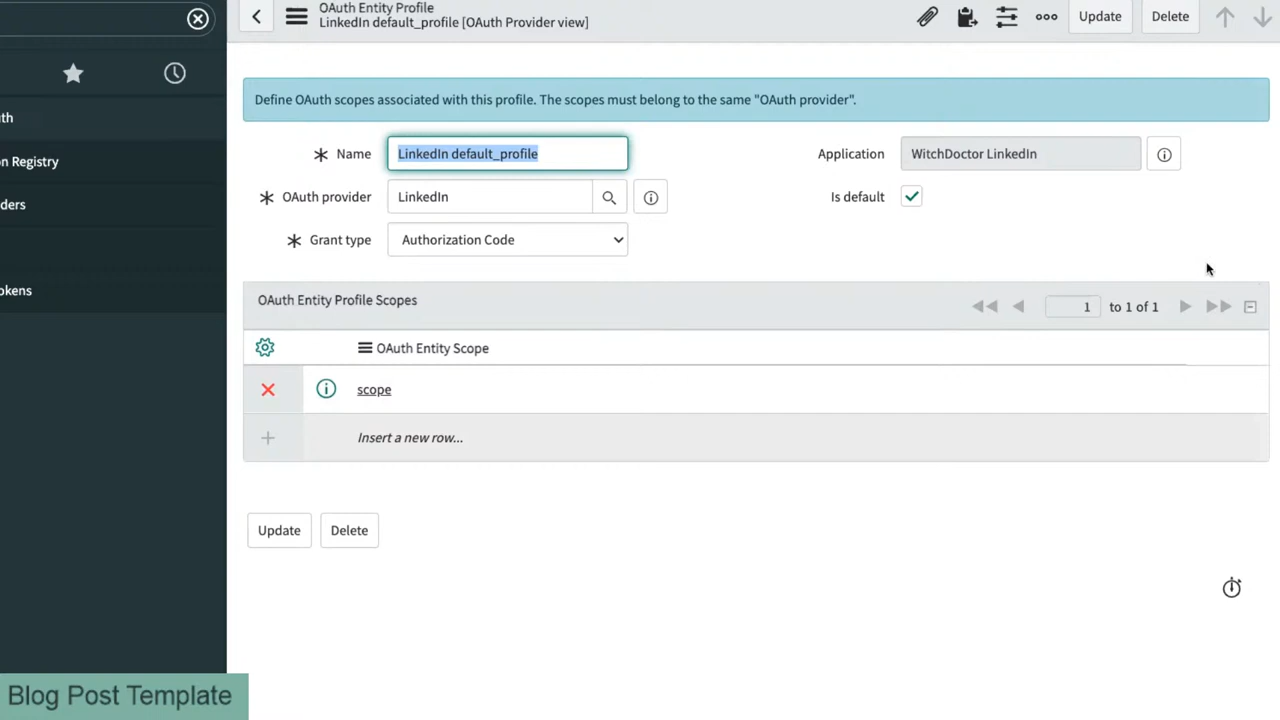 OAuth Entity Profile
LinkedIn default_profile [OAuth Provider view]
Update
Delete
th
n Registry
ders
okens
Define OAuth scopes associated with this profile. The scopes must belong to the same "OAuth provider".
Name
LinkedIn default_profile
Application
WitchDoctor LinkedIn
OAuth provider
LinkedIn
Is default
Grant type
Authorization Code
OAuth Entity Profile Scopes
1 to 1 of 1
OAuth Entity Scope
scope
Insert a new row...
Update
Delete
Blog Post Template